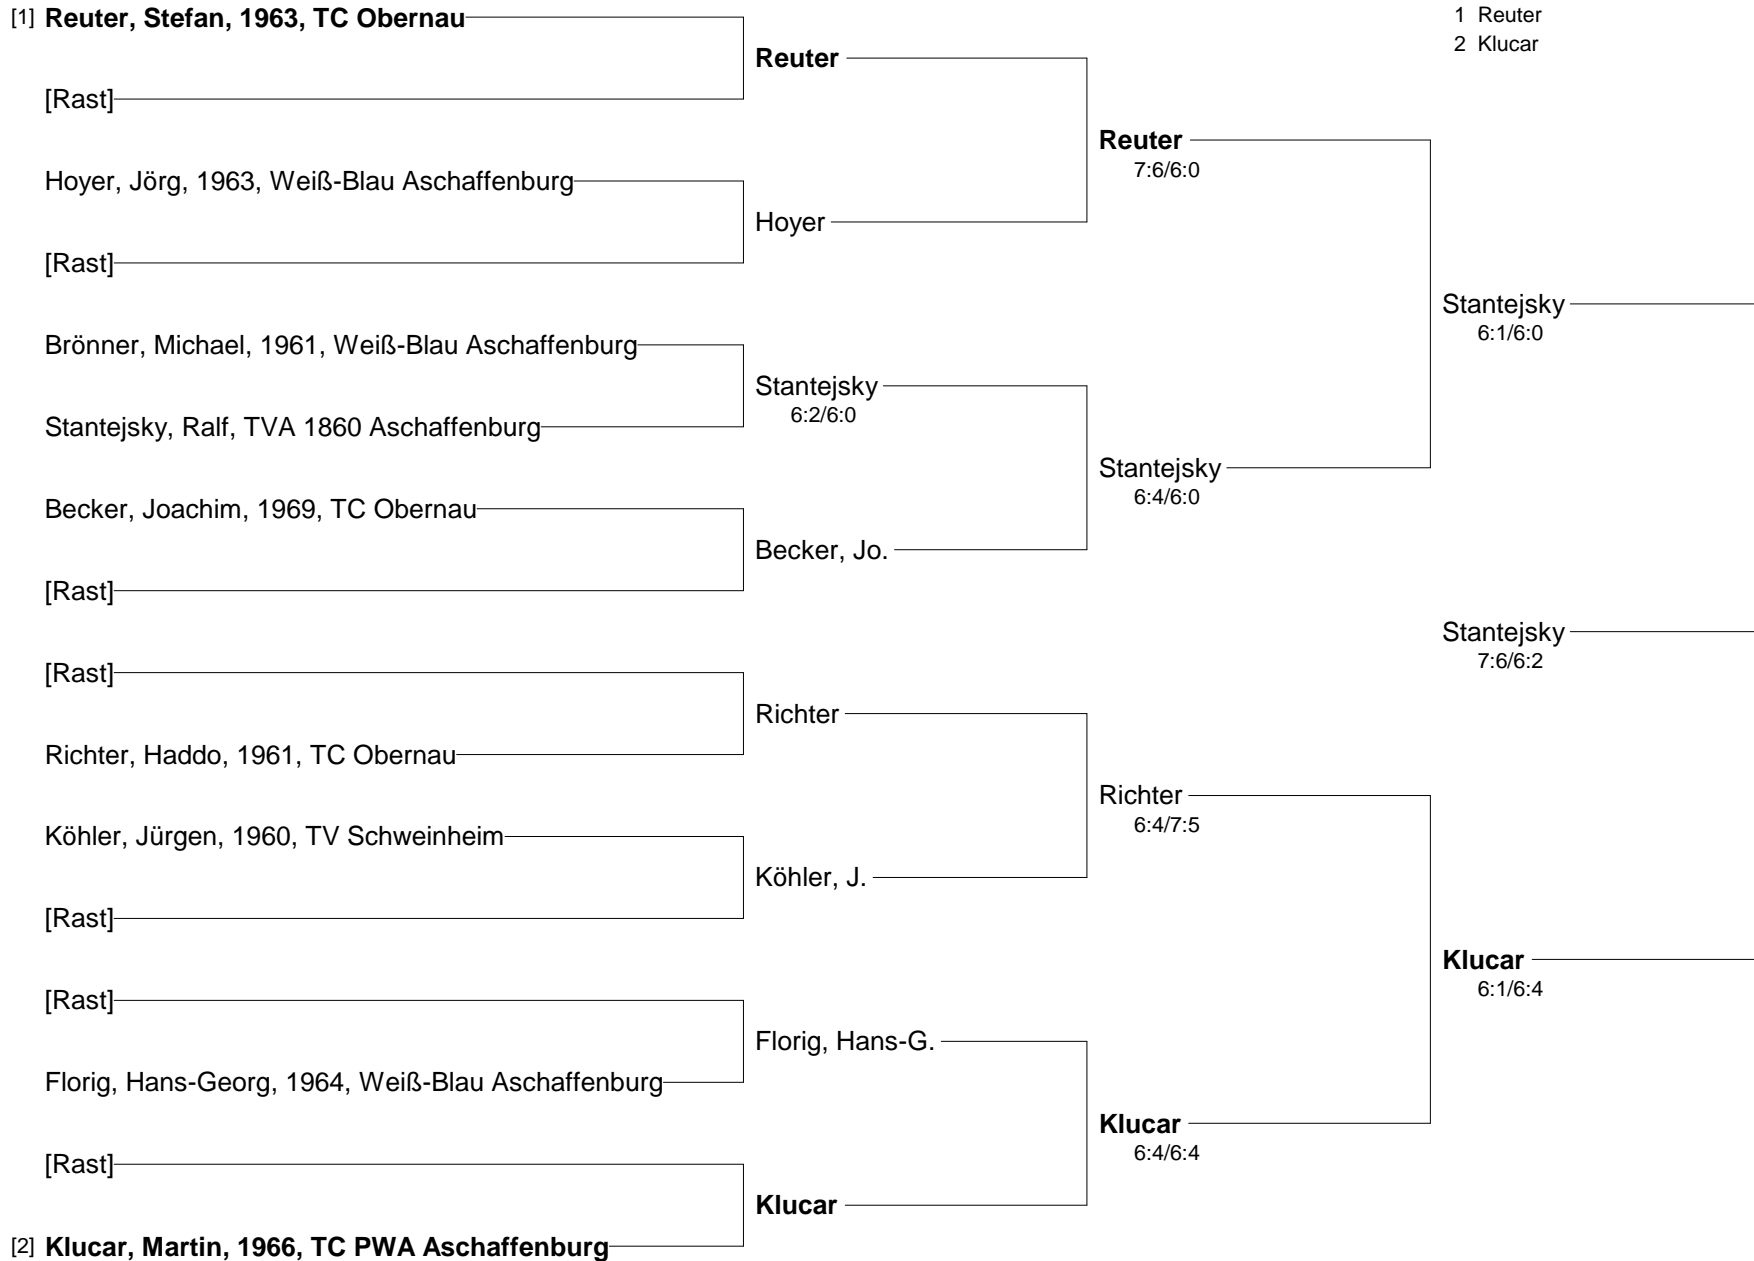 [1] Reuter, Stefan, 1963, TC Obernau
1 Reuter
2 Klucar
Reuter
[Rast]
Reuter
7:6/6:0
Hoyer, Jörg, 1963, Weiß-Blau Aschaffenburg
Hoyer
[Rast]
Stantejsky
6:1/6:0
Brönner, Michael, 1961, Weiß-Blau Aschaffenburg
Stantejsky
6:2/6:0
Stantejsky, Ralf, TVA 1860 Aschaffenburg
Stantejsky
6:4/6:0
Becker, Joachim, 1969, TC Obernau
Becker, Jo.
[Rast]
Stantejsky
7:6/6:2
[Rast]
Richter
Richter, Haddo, 1961, TC Obernau
Richter
6:4/7:5
Köhler, Jürgen, 1960, TV Schweinheim
Köhler, J.
[Rast]
Klucar
6:1/6:4
[Rast]
Florig, Hans-G.
Florig, Hans-Georg, 1964, Weiß-Blau Aschaffenburg
Klucar
6:4/6:4
[Rast]
Klucar
[2] Klucar, Martin, 1966, TC PWA Aschaffenburg